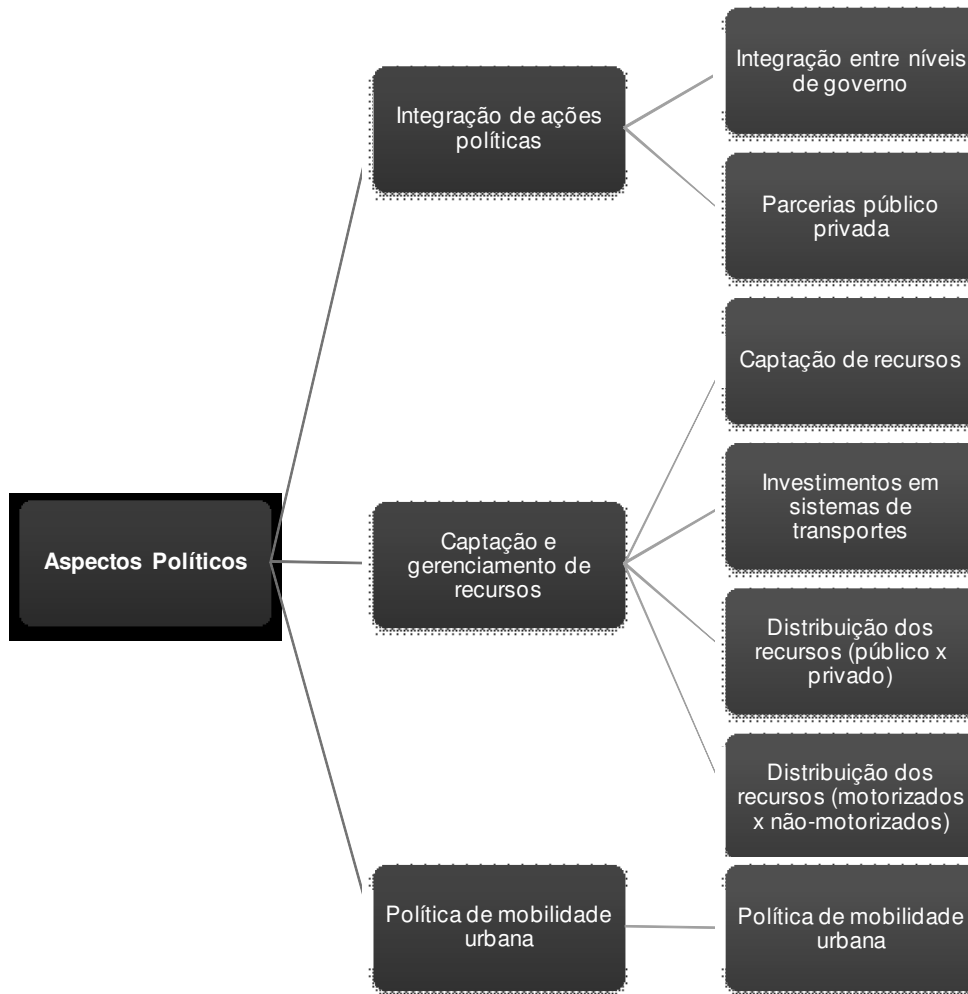 Aspectos Políticos
Integração de ações
políticas
Integração entre níveis
de governo
Parcerias público
privada
Captação e
gerenciamento de
recursos
Captação de recursos
Investimentos em
sistemas de
transportes
Distribuição dos
recursos (público x
privado)
Distribuição dos
recursos (motorizados
x não-motorizados)
Política de mobilidade
urbana
Política de mobilidade
urbana